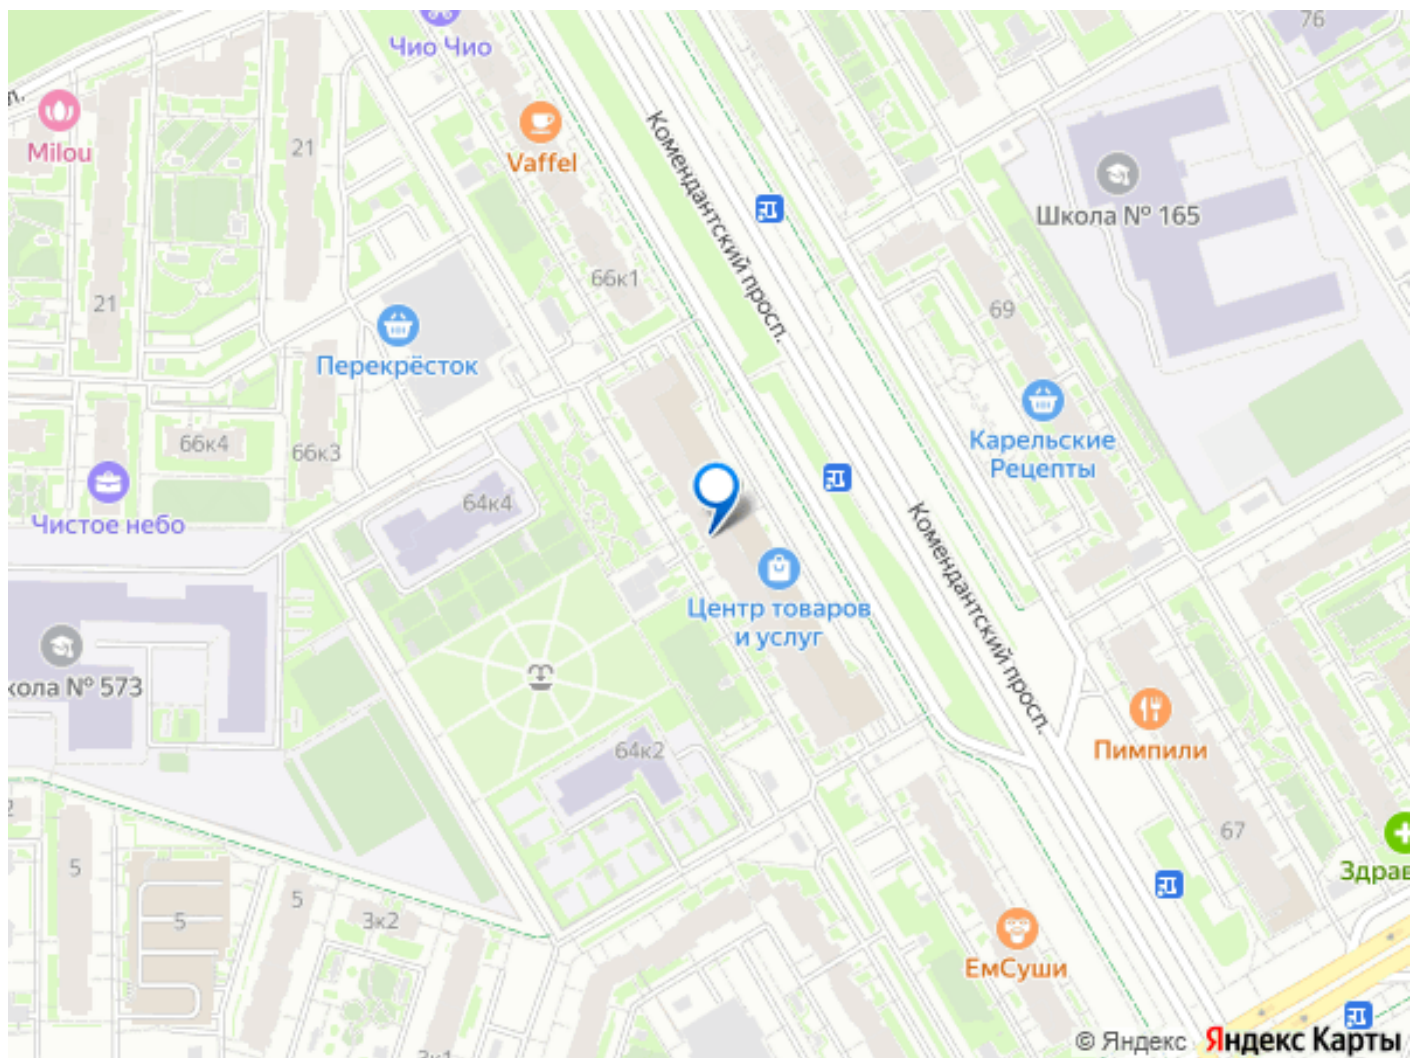 76
Чио Чио
Milou
21
Vaffel
Комендантский просп.
Школа № 165
66к1
21
69
Перекрёсток
Карельские
Рецепты
66к4
66к3
64к4
Чистое небо
Комендантский просп.
Центр товаров
и услуг
кола № 573
64к2
Пимпили
67
5
Здрав
5
5
3к2
ЕмСуши
© Яндекс Яндекс Карты